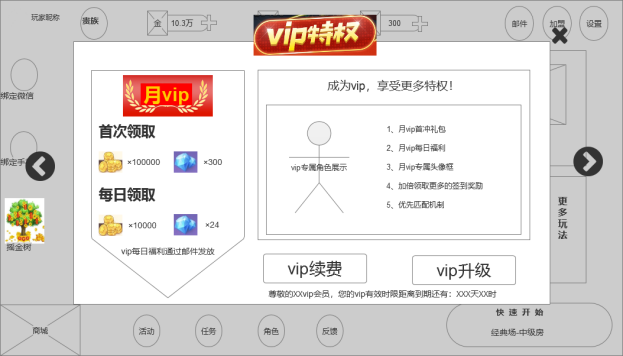 玩家昵称
贵族
金
10.3万
300
邮件
加盟
设置
vip特权
绑定微信
绑定手
摇金树
月vip
首次领取
×100000
×300
每日领取
×10000
×24
vip每日福利通过邮件发放
成为vip，享受更多特权！
vip专属角色展示
1、月vip首冲礼包
2、月vip每日福利
3、月vip专属头像框
4、加倍领取更多的签到奖励
5、优先匹配机制
vip续费
vip升级
尊敬的XXvip会员，您的vip有效时限距离到期还有：XXX天XX时
更多玩法
商城
活动
任务
角色
反馈
快速开始
经典场-中级房